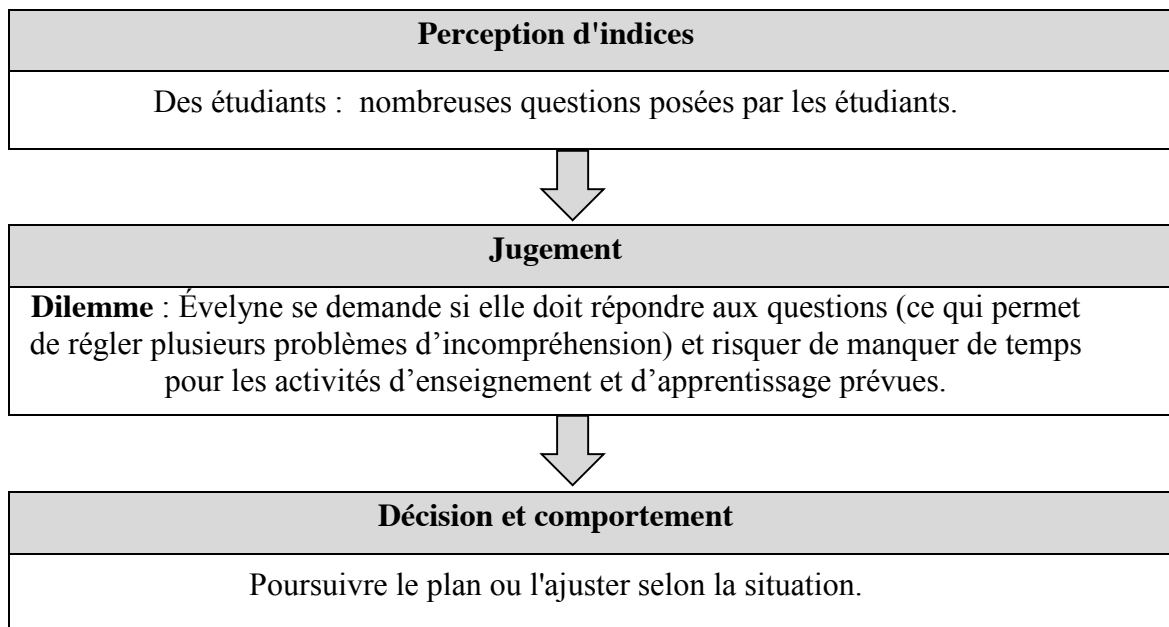 Perception d'indices
Des étudiants :  nombreuses questions posées par les étudiants.
Jugement
Dilemme : Évelyne se demande si elle doit répondre aux questions (ce qui permet
de régler plusieurs problèmes d’incompréhension) et risquer de manquer de temps
pour les activités d’enseignement et d’apprentissage prévues.
Décision et comportement
Poursuivre le plan ou l'ajuster selon la situation.